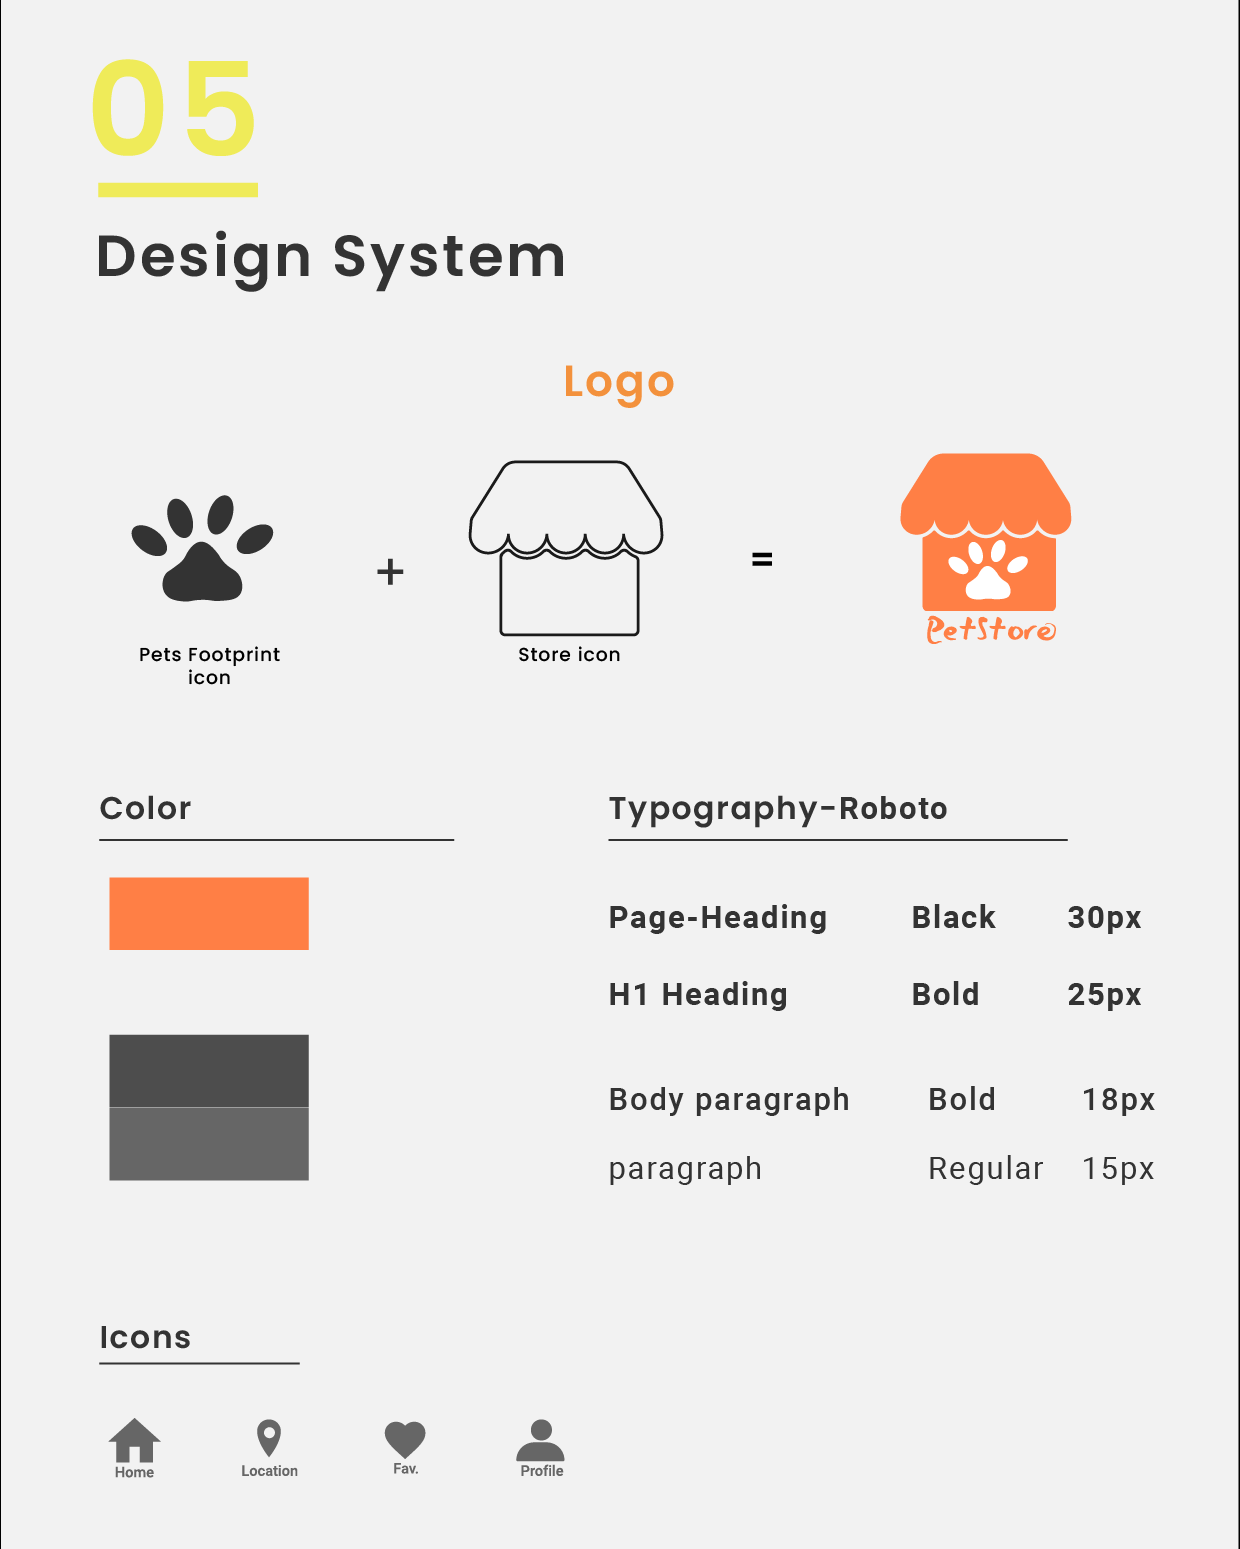 05
Design System
Logo
+
=
Pets Footprint
icon
Store icon
PetStore
Color
Typography-Roboto
Page-Heading Black 30px
H1 Heading Bold 25px
Body paragraph Bold 18px
paragraph Regular 15px
Icons
Home Location Fav. Profile